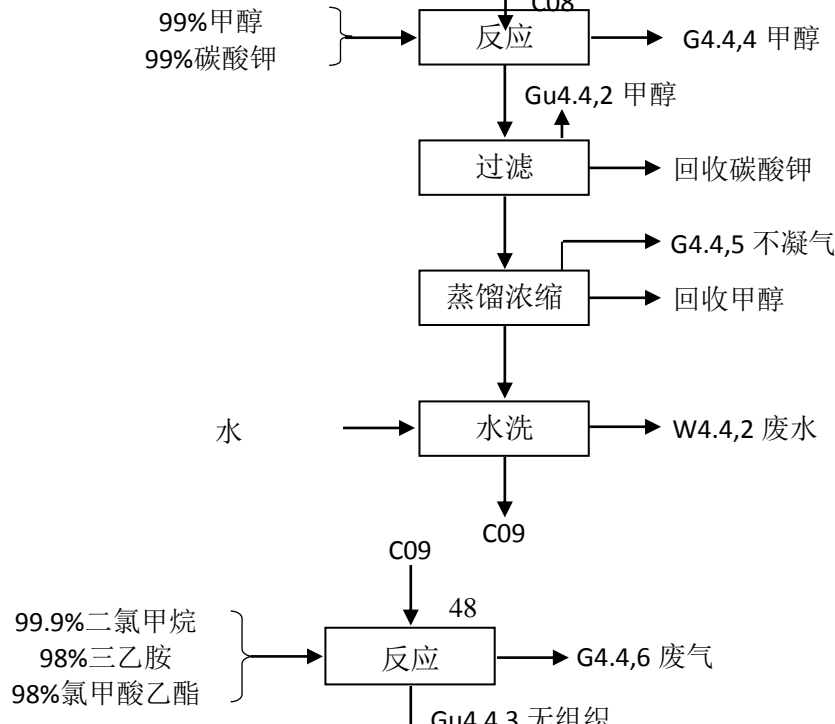 C08
99%甲醇
99%碳酸钾
反应
G4.4,4 甲醇
Gu4.4,2 甲醇
过滤
回收碳酸钾
G4.4,5 不凝气
蒸馏浓缩
回收甲醇
水
水洗
W4.4,2 废水
C09
C09
48
99.9%二氯甲烷
98%三乙胺
98%氯甲酸乙酯
反应
G4.4,6 废气
Gu4.4,3 无组织